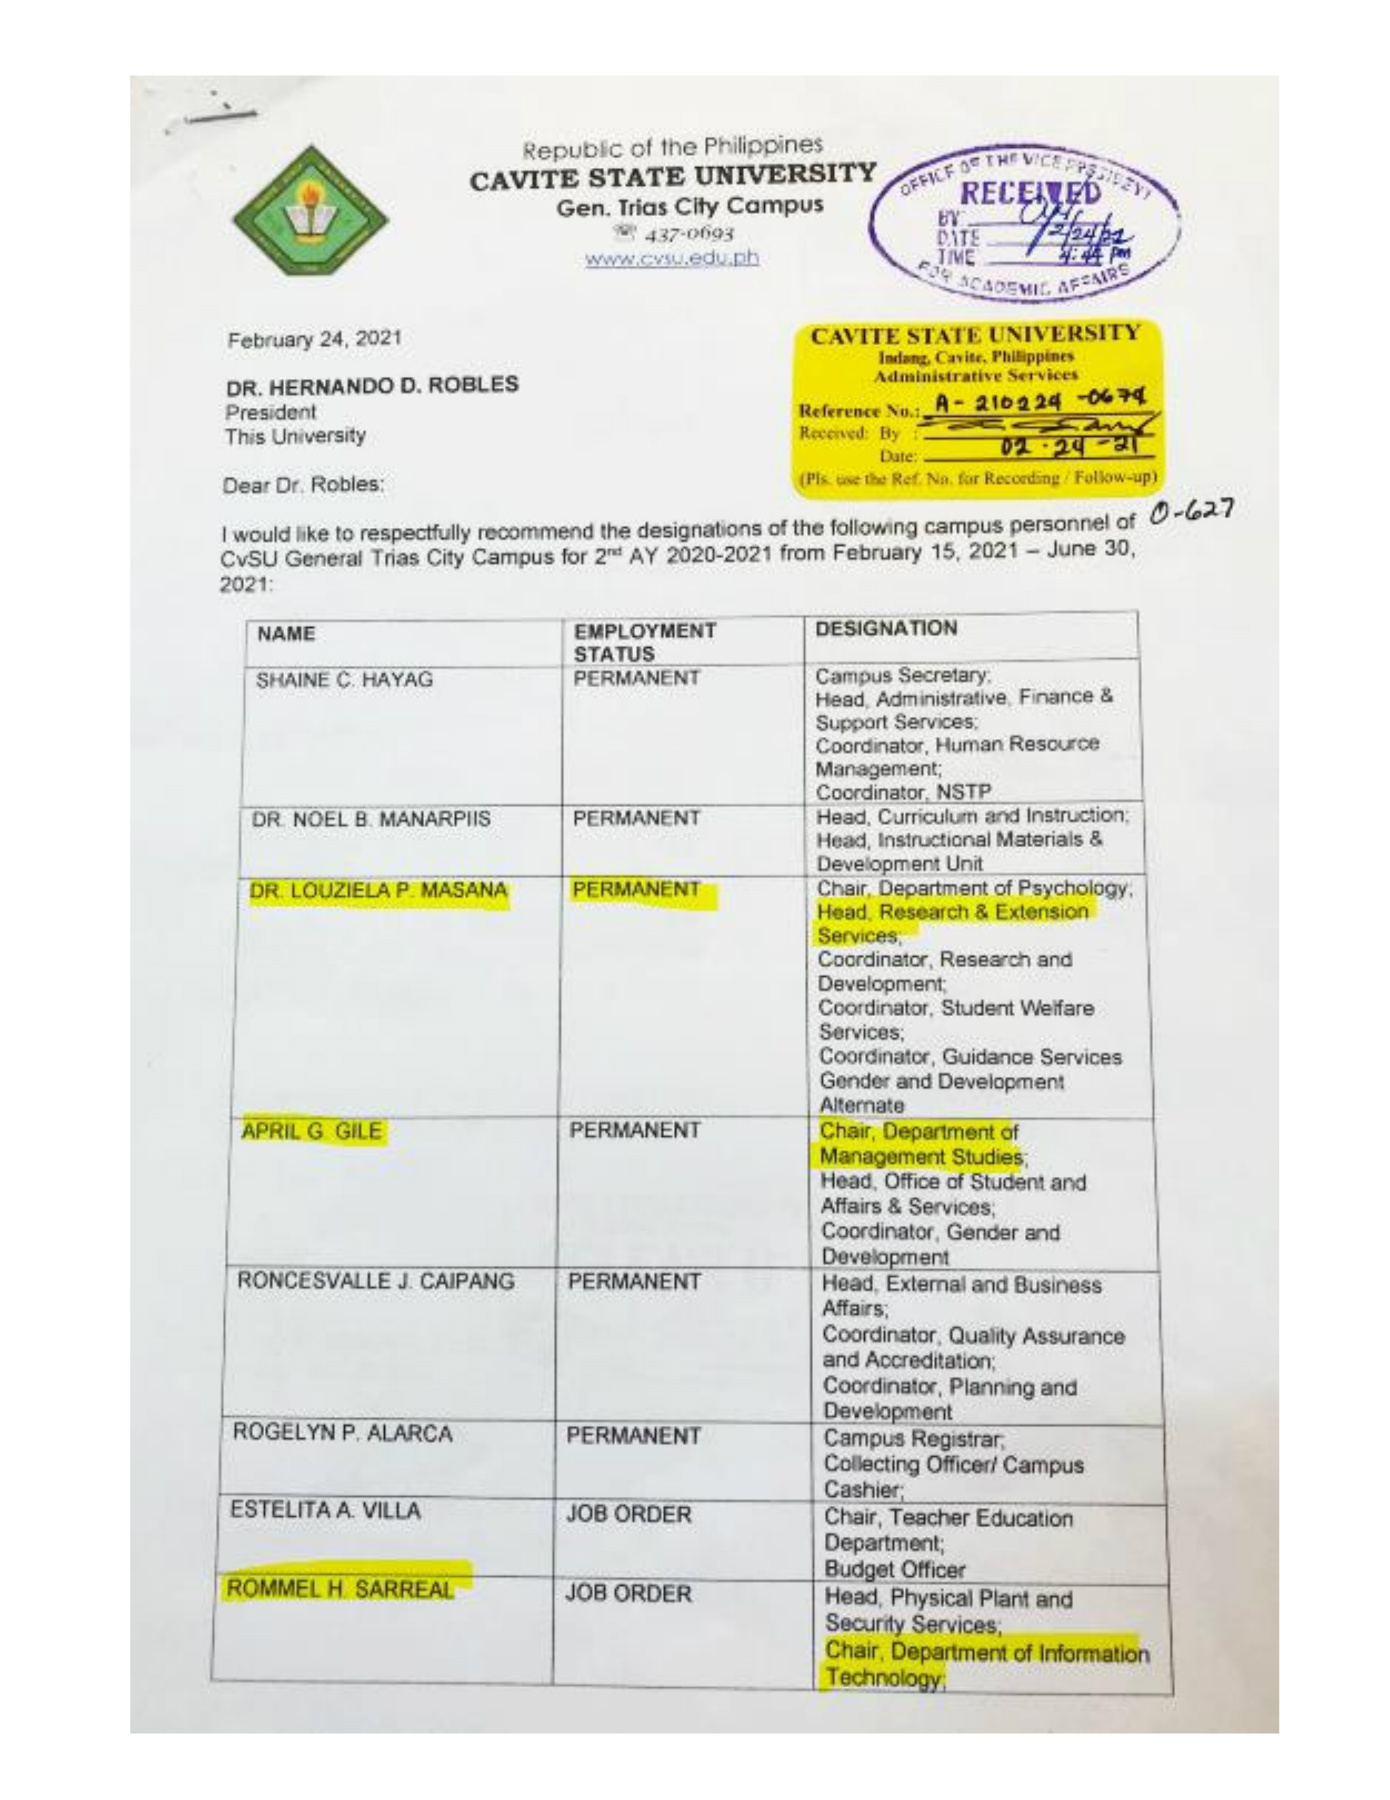 Republic of the Philippines
CAVITE STATE UNIVERSITY
Gen. Trias City Campus
☏ 437-0693
www.cvsu.edu.ph
OFFICE OF THE VICE PRESIDENT
RECEIVED
BY:
DATE 2/24/21
TIME 4:44 PM
FOR ACADEMIC AFFAIRS
February 24, 2021
CAVITE STATE UNIVERSITY
Indang, Cavite, Philippines
Administrative Services
Reference No.: A - 210224 - 0674
Received: By :
Date: 02 - 24 - 21
(Pls. use the Ref. No. for Recording / Follow-up)
DR. HERNANDO D. ROBLES
President
This University
Dear Dr. Robles:
O-627
I would like to respectfully recommend the designations of the following campus personnel of
CvSU General Trias City Campus for 2nd AY 2020-2021 from February 15, 2021 – June 30,
2021:
NAME
EMPLOYMENT
STATUS
DESIGNATION
SHAINE C. HAYAG
PERMANENT
Campus Secretary;
Head, Administrative, Finance &
Support Services;
Coordinator, Human Resource
Management;
Coordinator, NSTP
DR. NOEL B. MANARPIIS
PERMANENT
Head, Curriculum and Instruction;
Head, Instructional Materials &
Development Unit
DR. LOUZIELA P. MASANA
PERMANENT
Chair, Department of Psychology;
Head, Research & Extension
Services;
Coordinator, Research and
Development;
Coordinator, Student Welfare
Services;
Coordinator, Guidance Services
Gender and Development
Alternate
APRIL G. GILE
PERMANENT
Chair, Department of
Management Studies;
Head, Office of Student and
Affairs & Services;
Coordinator, Gender and
Development
RONCESVALLE J. CAIPANG
PERMANENT
Head, External and Business
Affairs;
Coordinator, Quality Assurance
and Accreditation;
Coordinator, Planning and
Development
ROGELYN P. ALARCA
PERMANENT
Campus Registrar;
Collecting Officer/ Campus
Cashier;
ESTELITA A. VILLA
JOB ORDER
Chair, Teacher Education
Department;
Budget Officer
ROMMEL H. SARREAL
JOB ORDER
Head, Physical Plant and
Security Services;
Chair, Department of Information
Technology;